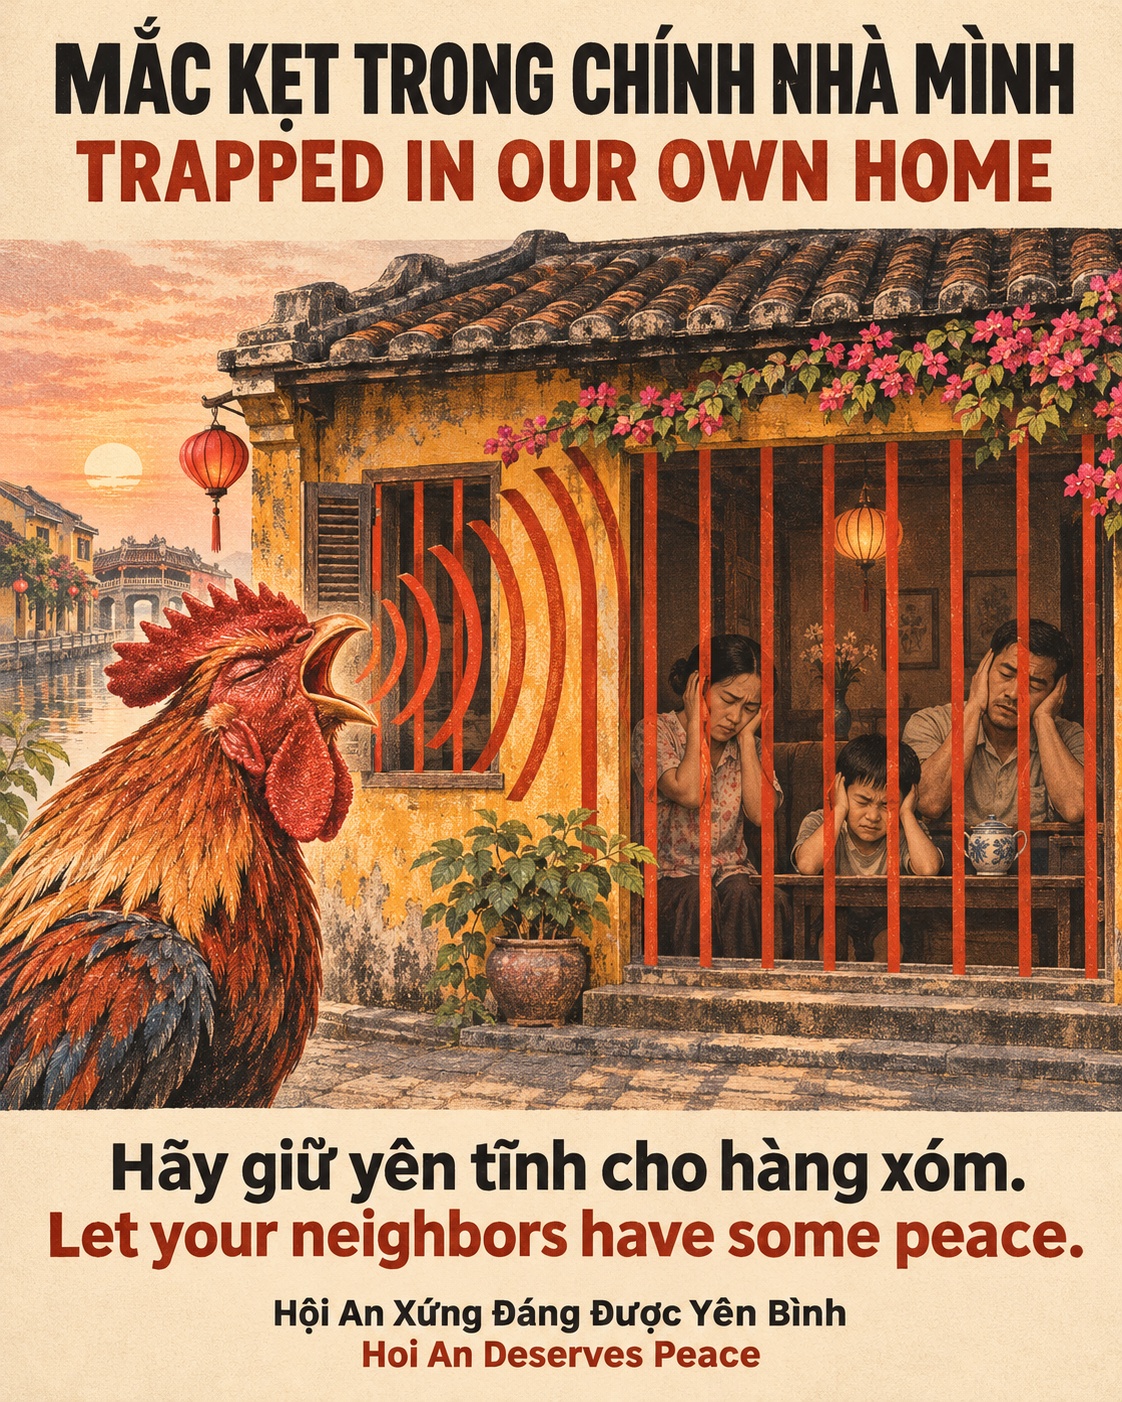 MẮC KẸT TRONG CHÍNH NHÀ MÌNH
TRAPPED IN OUR OWN HOME
Hãy giữ yên tĩnh cho hàng xóm.
Let your neighbors have some peace.
Hội An Xứng Đáng Được Yên Bình
Hoi An Deserves Peace